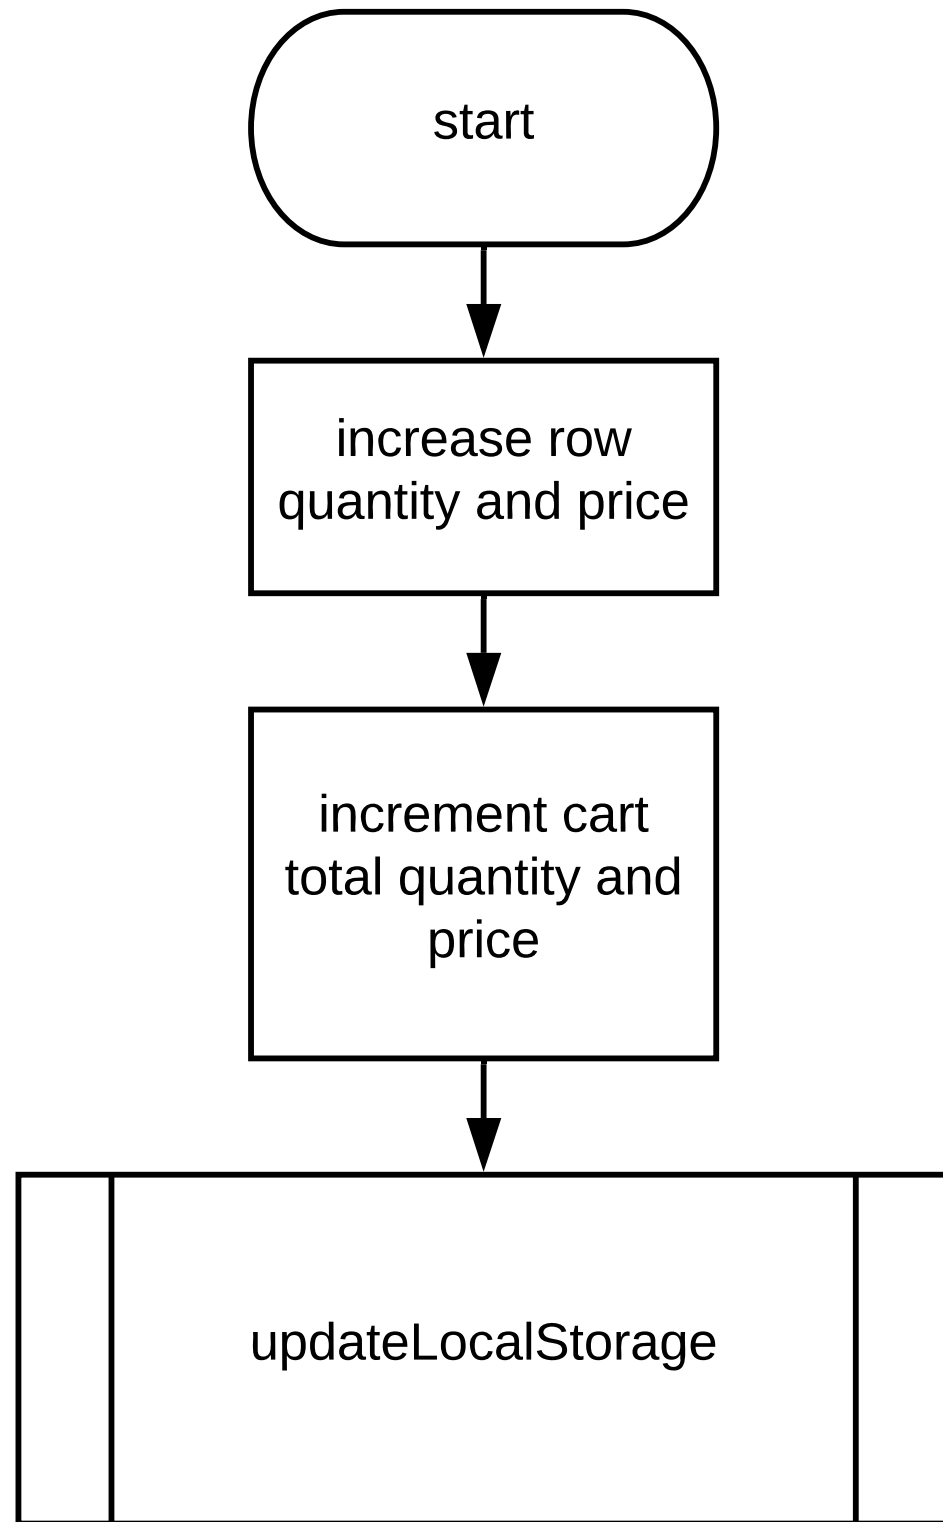 start
increase row
quantity and price
increment cart
total quantity and
price
updateLocalStorage